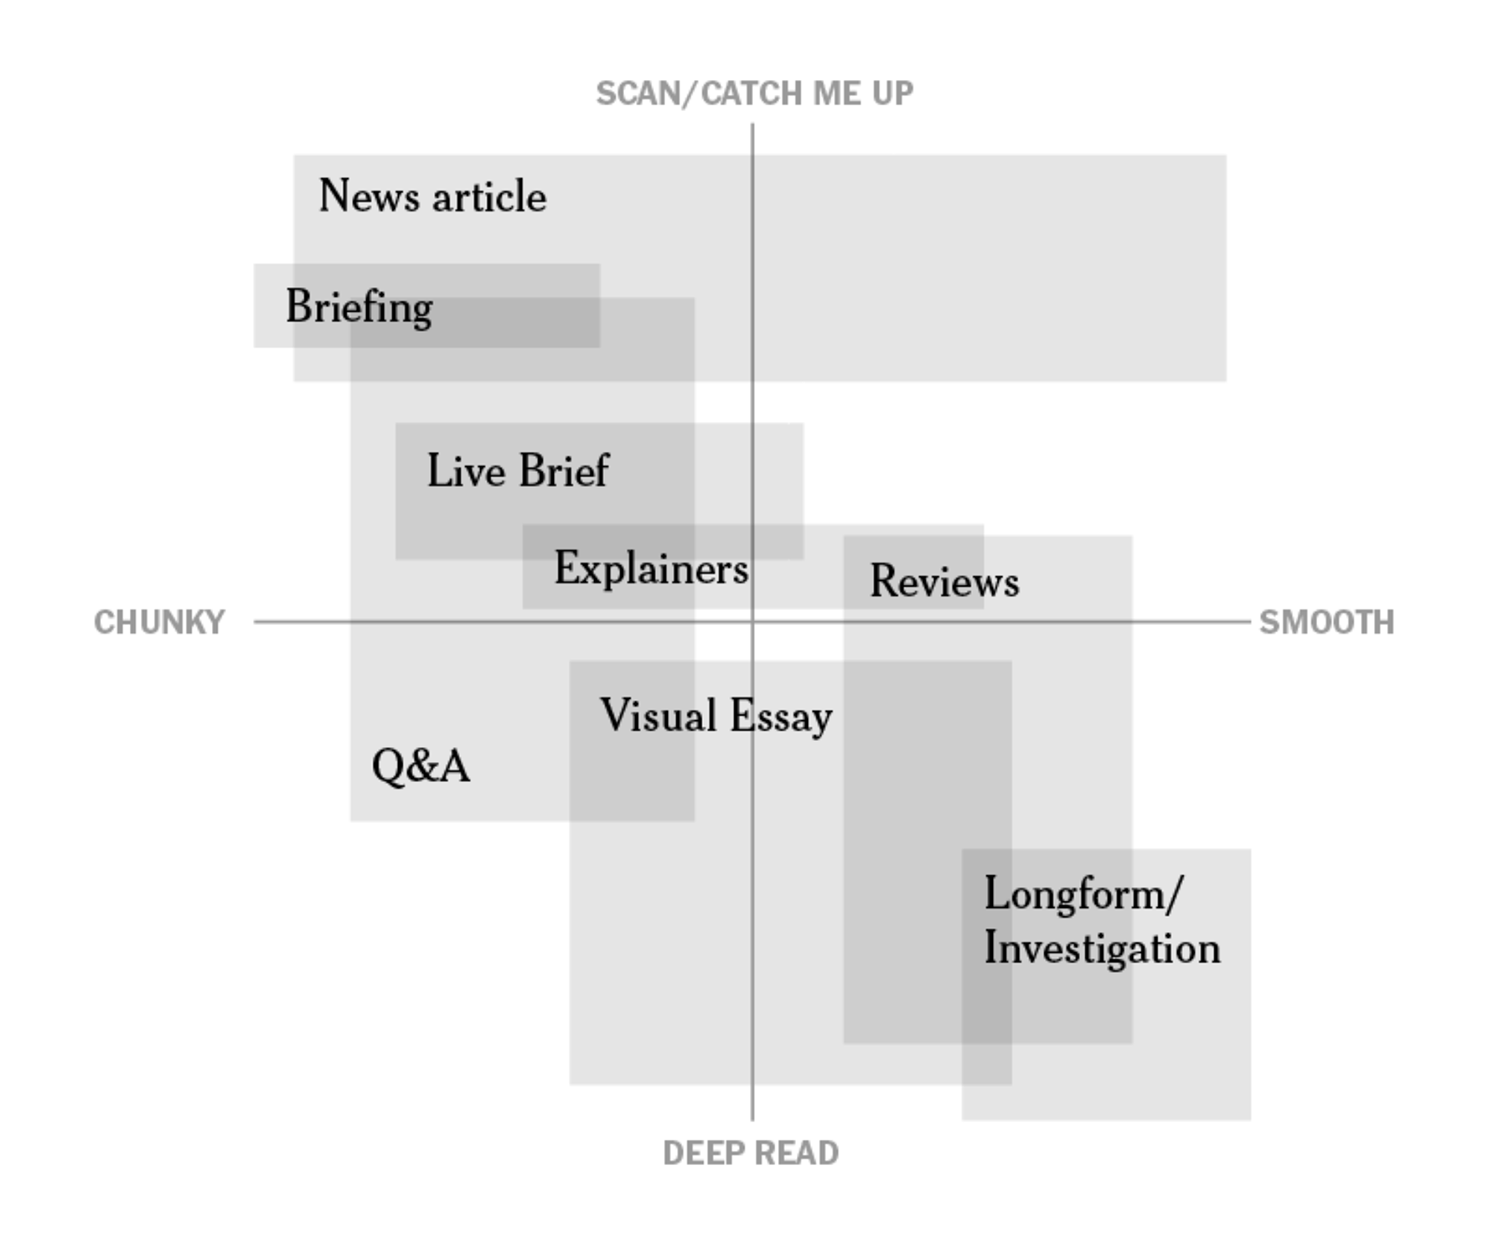 SCAN/CATCH ME UP
News article
Briefing
Live Brief
Explainers
Reviews
CHUNKY
SMOOTH
Visual Essay
Q&A
Longform/
Investigation
DEEP READ